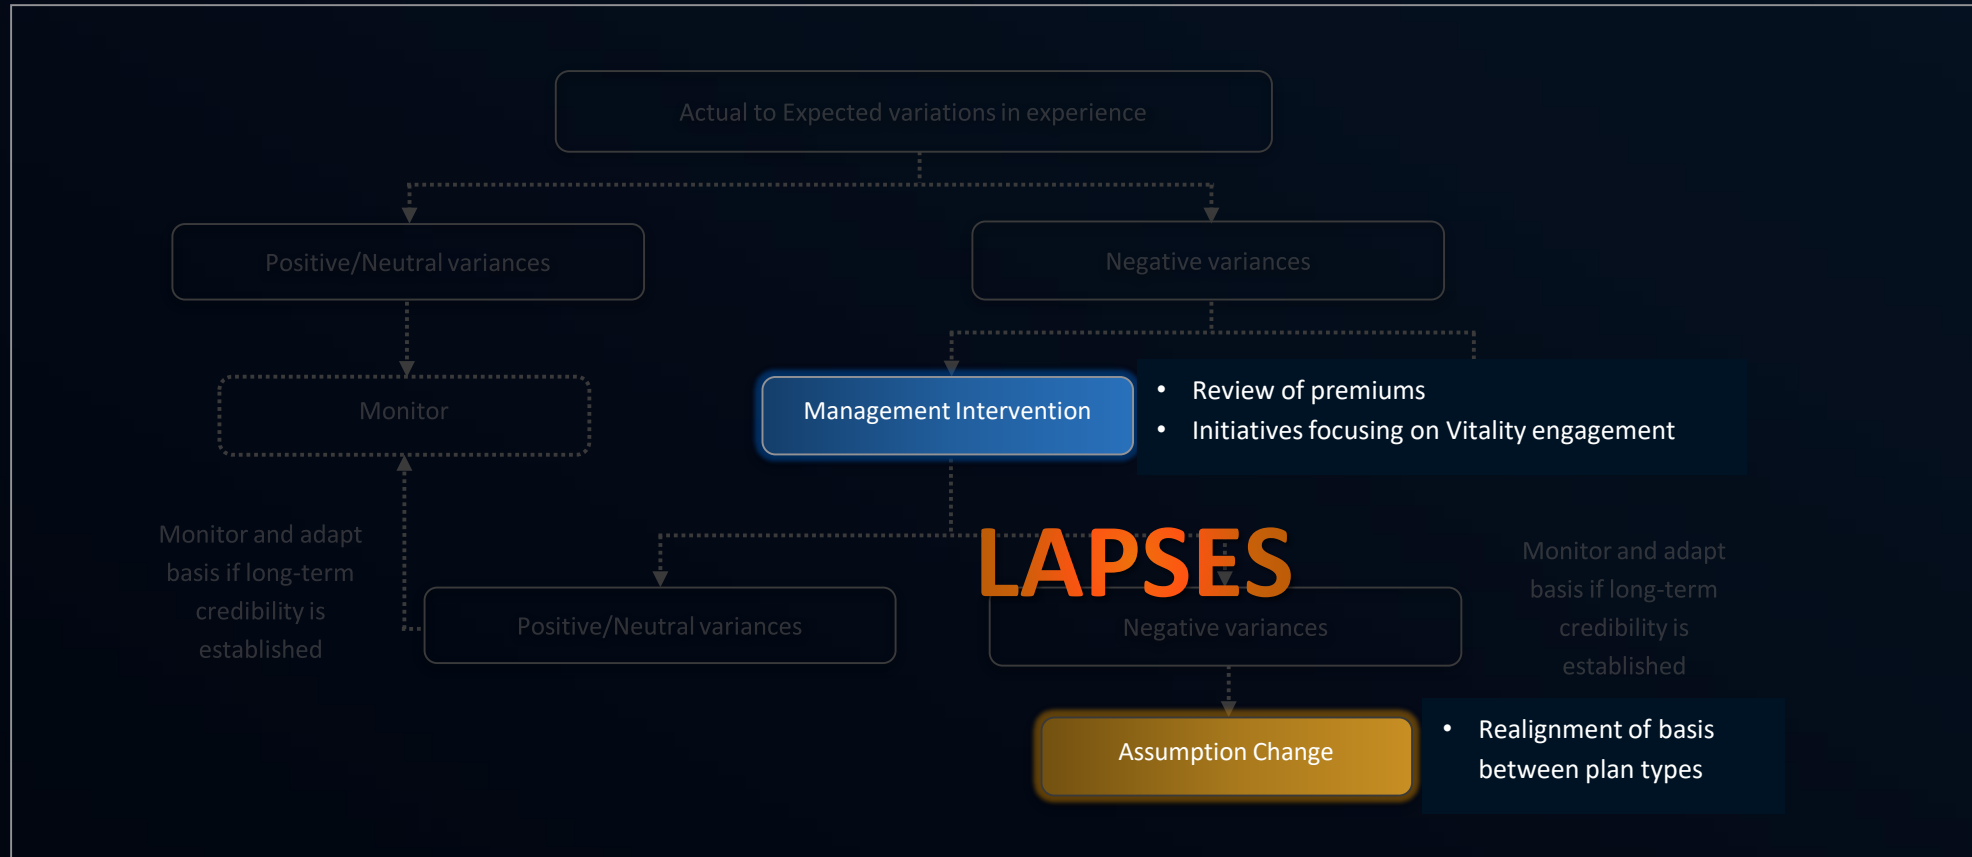 Actual to Expected variations in experience
Positive/Neutral variances
Negative variances
Monitor
Management Intervention
• Review of premiums
• Initiatives focusing on Vitality engagement
Monitor and adapt
basis if long-term
credibility is
established
LAPSES
Positive/Neutral variances
Negative variances
Monitor and adapt
basis if long-term
credibility is
established
Assumption Change
• Realignment of basis
between plan types